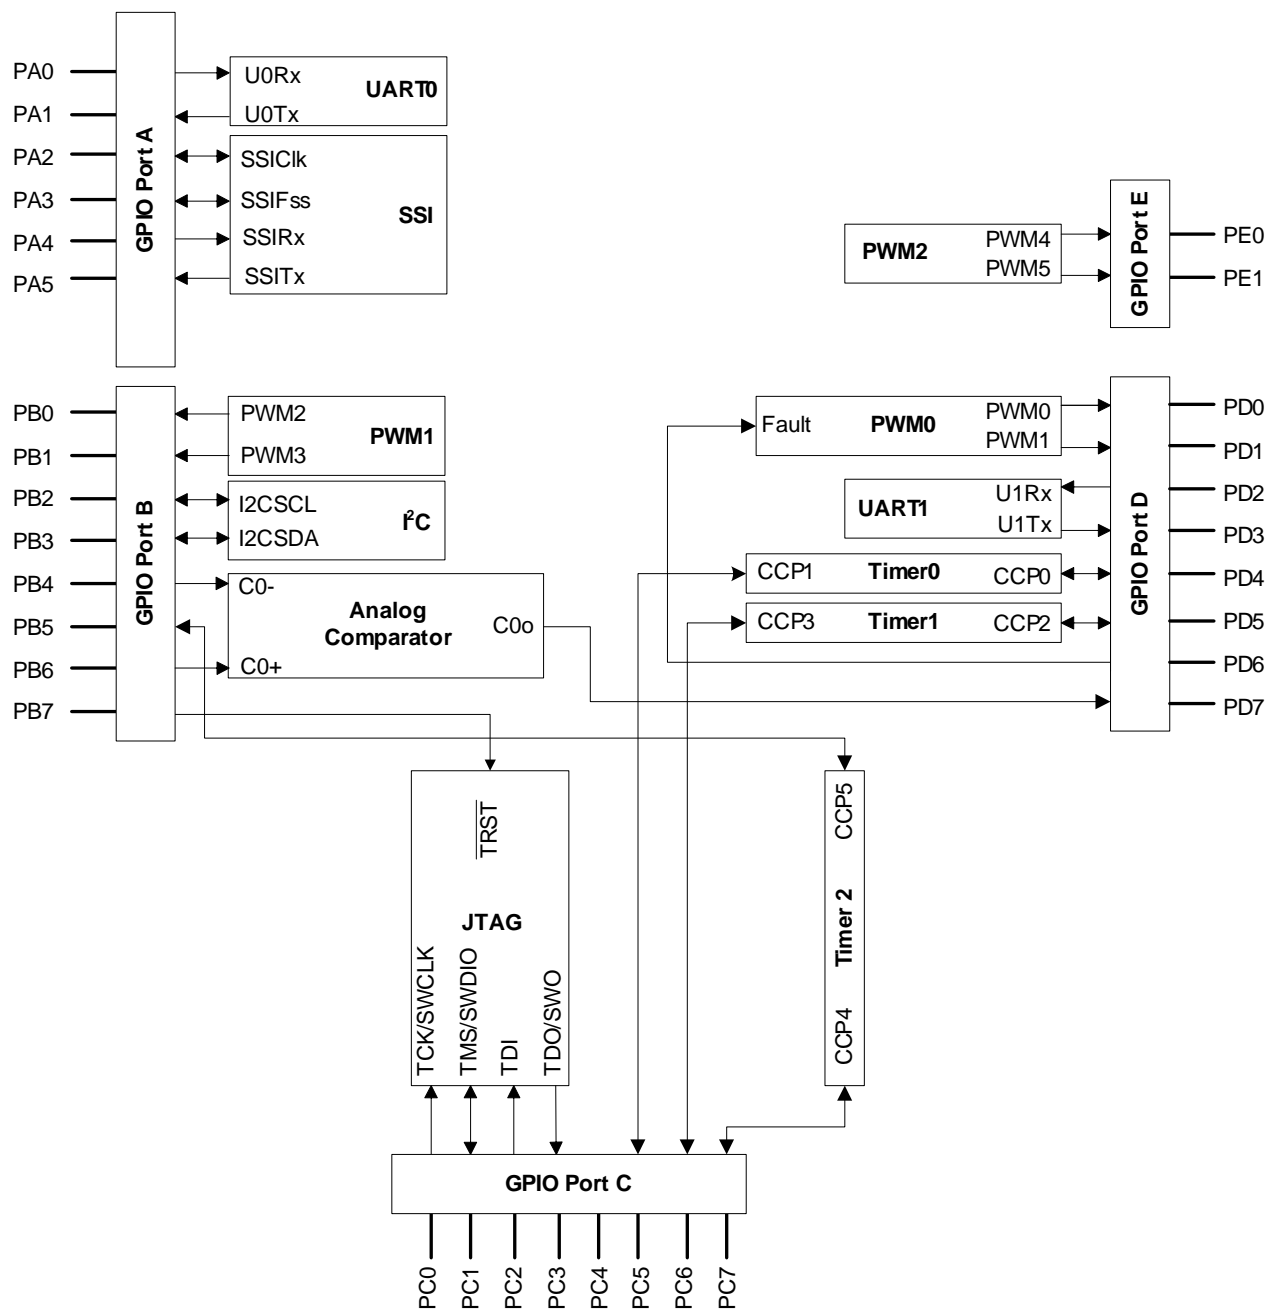 PA0
PA1
PA2
PA3
PA4
PA5
GPIO Port A
U0Rx
U0Tx
UART0
SSIClk
SSIFss
SSIRx
SSITx
SSI
PB0
PB1
PB2
PB3
PB4
PB5
PB6
PB7
GPIO Port B
PWM2
PWM3
PWM1
I2CSCL
I2CSDA
I²C
C0-
C0+
Analog
Comparator
C0o
PWM2
PWM4
PWM5
GPIO Port E
PE0
PE1
Fault
PWM0
PWM0
PWM1
UART1
U1Rx
U1Tx
CCP1
Timer0
CCP0
CCP3
Timer1
CCP2
GPIO Port D
PD0
PD1
PD2
PD3
PD4
PD5
PD6
PD7
TRST
JTAG
TCK/SWCLK
TMS/SWDIO
TDI
TDO/SWO
CCP5
Timer 2
CCP4
GPIO Port C
PC0
PC1
PC2
PC3
PC4
PC5
PC6
PC7